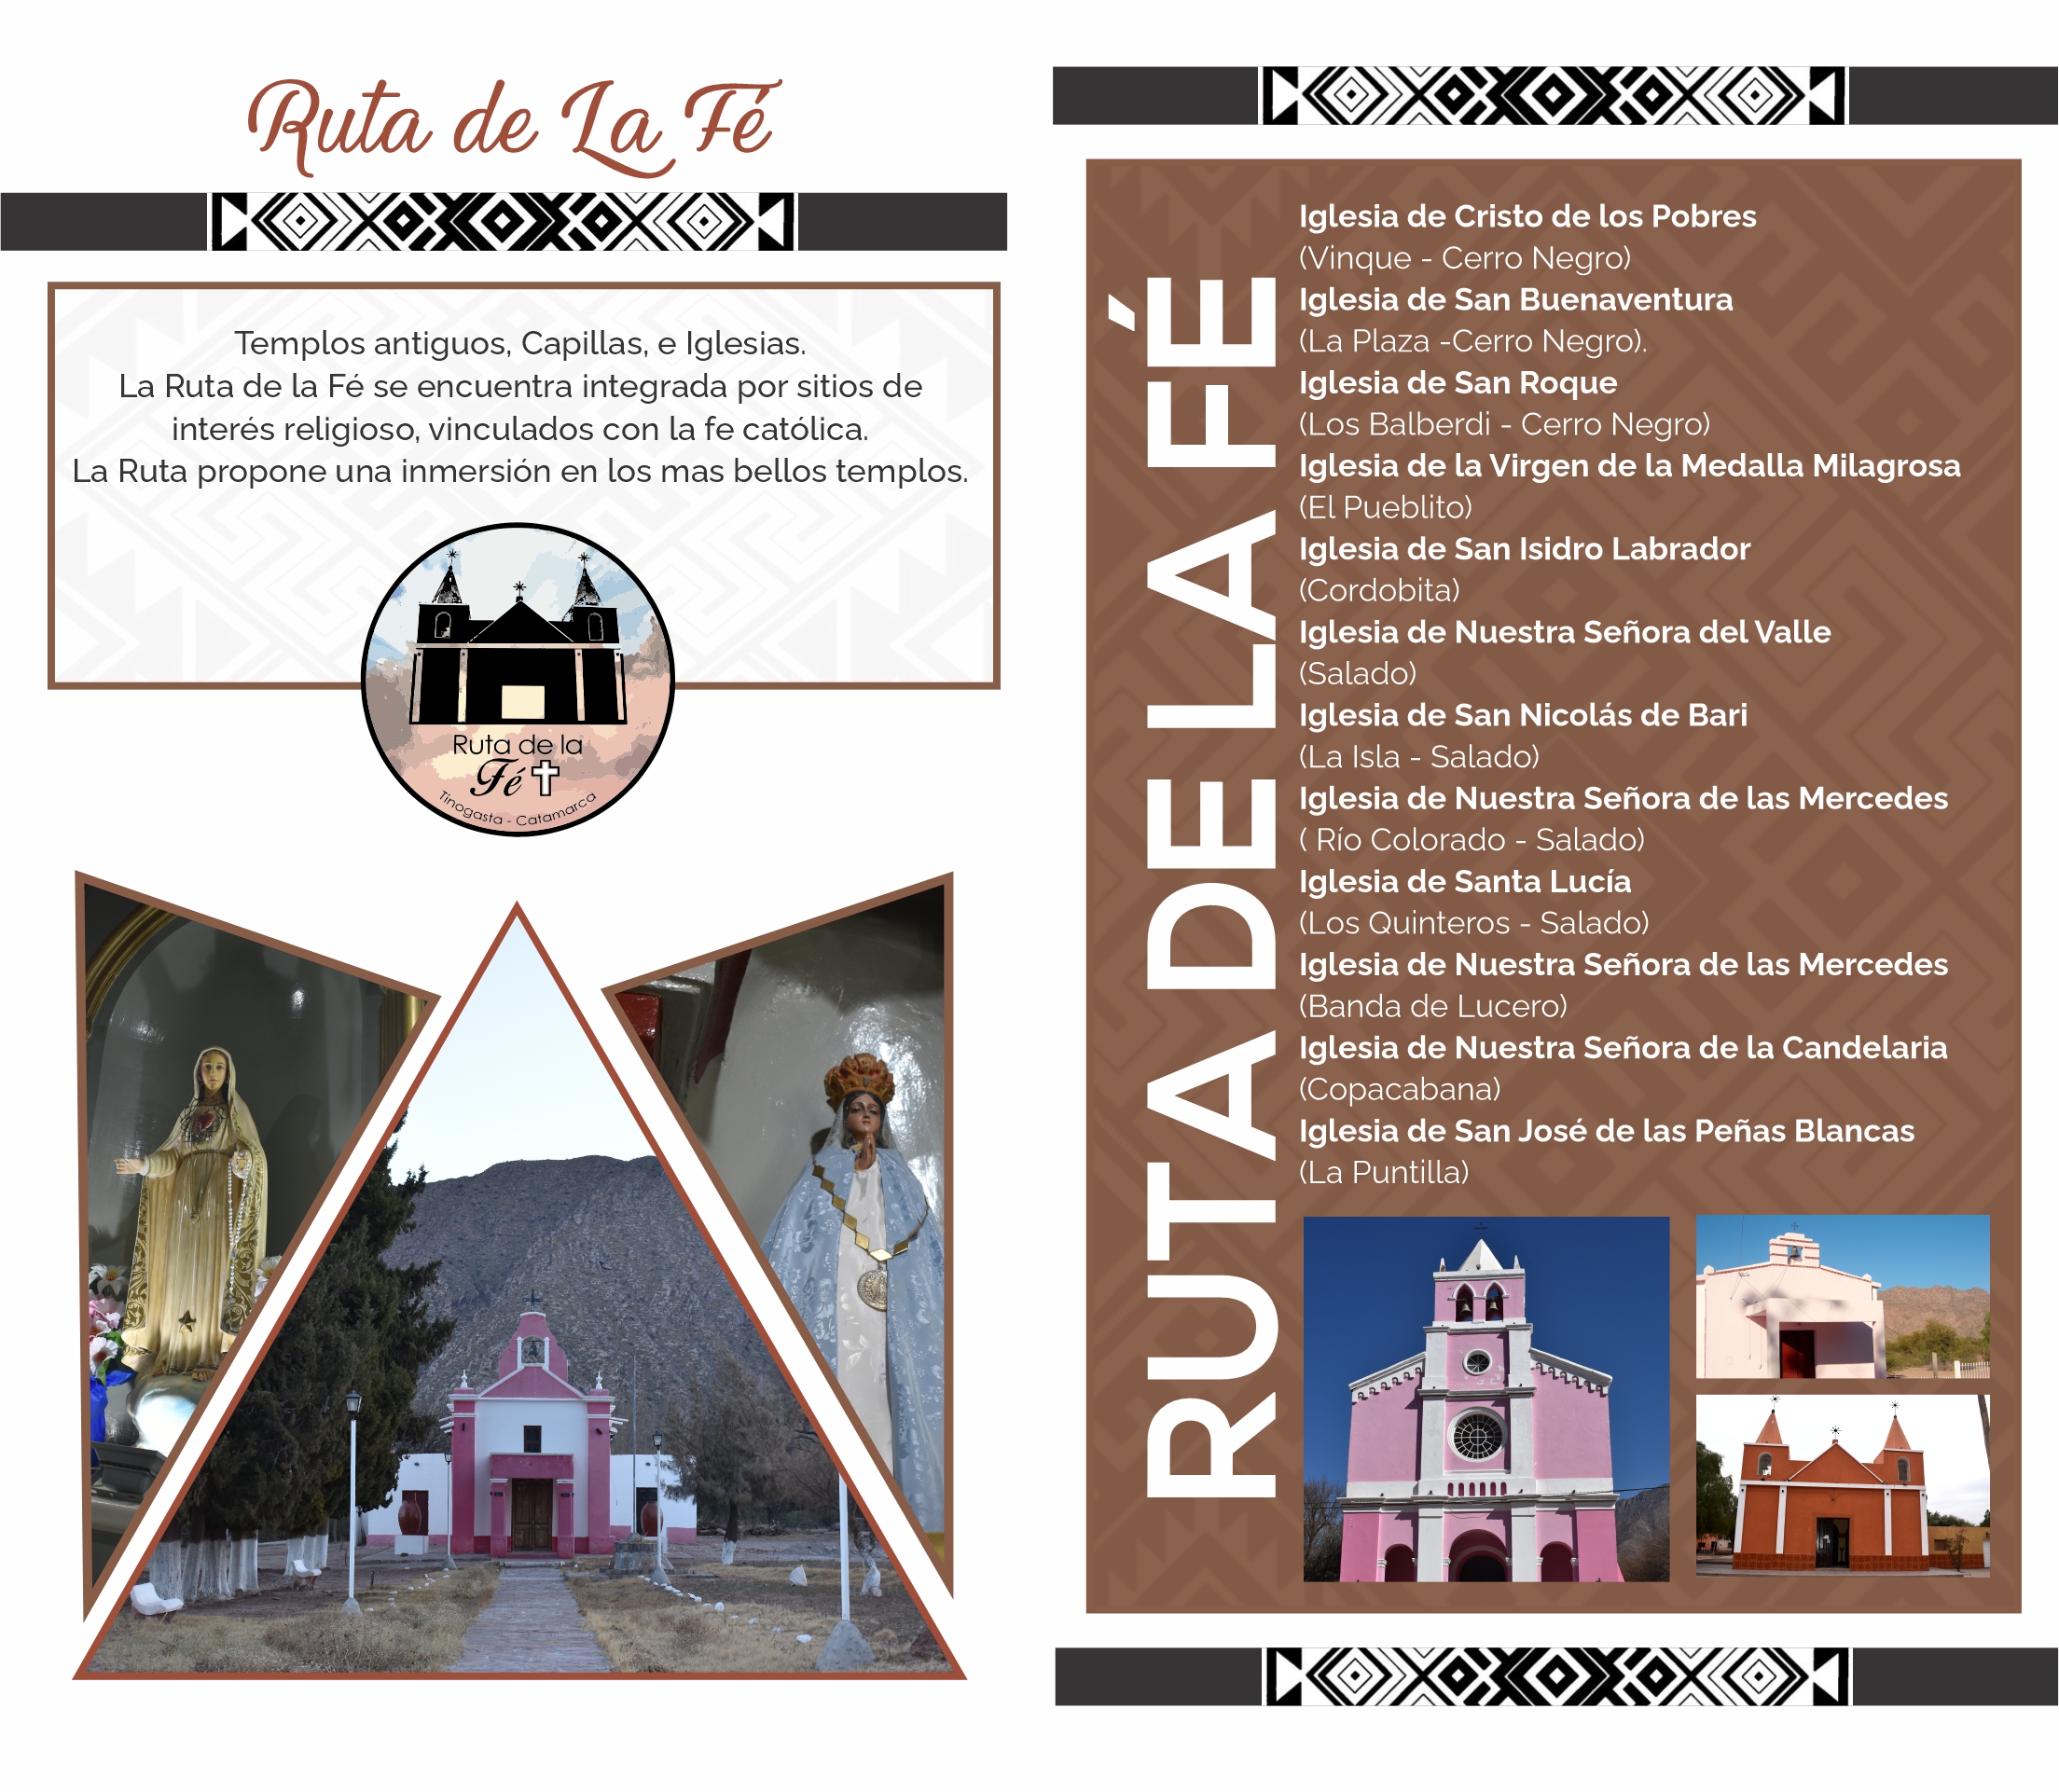 Ruta de La Fé
Templos antiguos, Capillas, e Iglesias.
La Ruta de la Fé se encuentra integrada por sitios de
interés religioso, vinculados con la fe católica.
La Ruta propone una inmersión en los mas bellos templos.
Ruta de la
Fé
Tinogasta - Catamarca
RUTA DE LA FÉ
Iglesia de Cristo de los Pobres
(Vinque - Cerro Negro)
Iglesia de San Buenaventura
(La Plaza -Cerro Negro).
Iglesia de San Roque
(Los Balberdi - Cerro Negro)
Iglesia de la Virgen de la Medalla Milagrosa
(El Pueblito)
Iglesia de San Isidro Labrador
(Cordobita)
Iglesia de Nuestra Señora del Valle
(Salado)
Iglesia de San Nicolás de Bari
(La Isla - Salado)
Iglesia de Nuestra Señora de las Mercedes
( Río Colorado - Salado)
Iglesia de Santa Lucía
(Los Quinteros - Salado)
Iglesia de Nuestra Señora de las Mercedes
(Banda de Lucero)
Iglesia de Nuestra Señora de la Candelaria
(Copacabana)
Iglesia de San José de las Peñas Blancas
(La Puntilla)